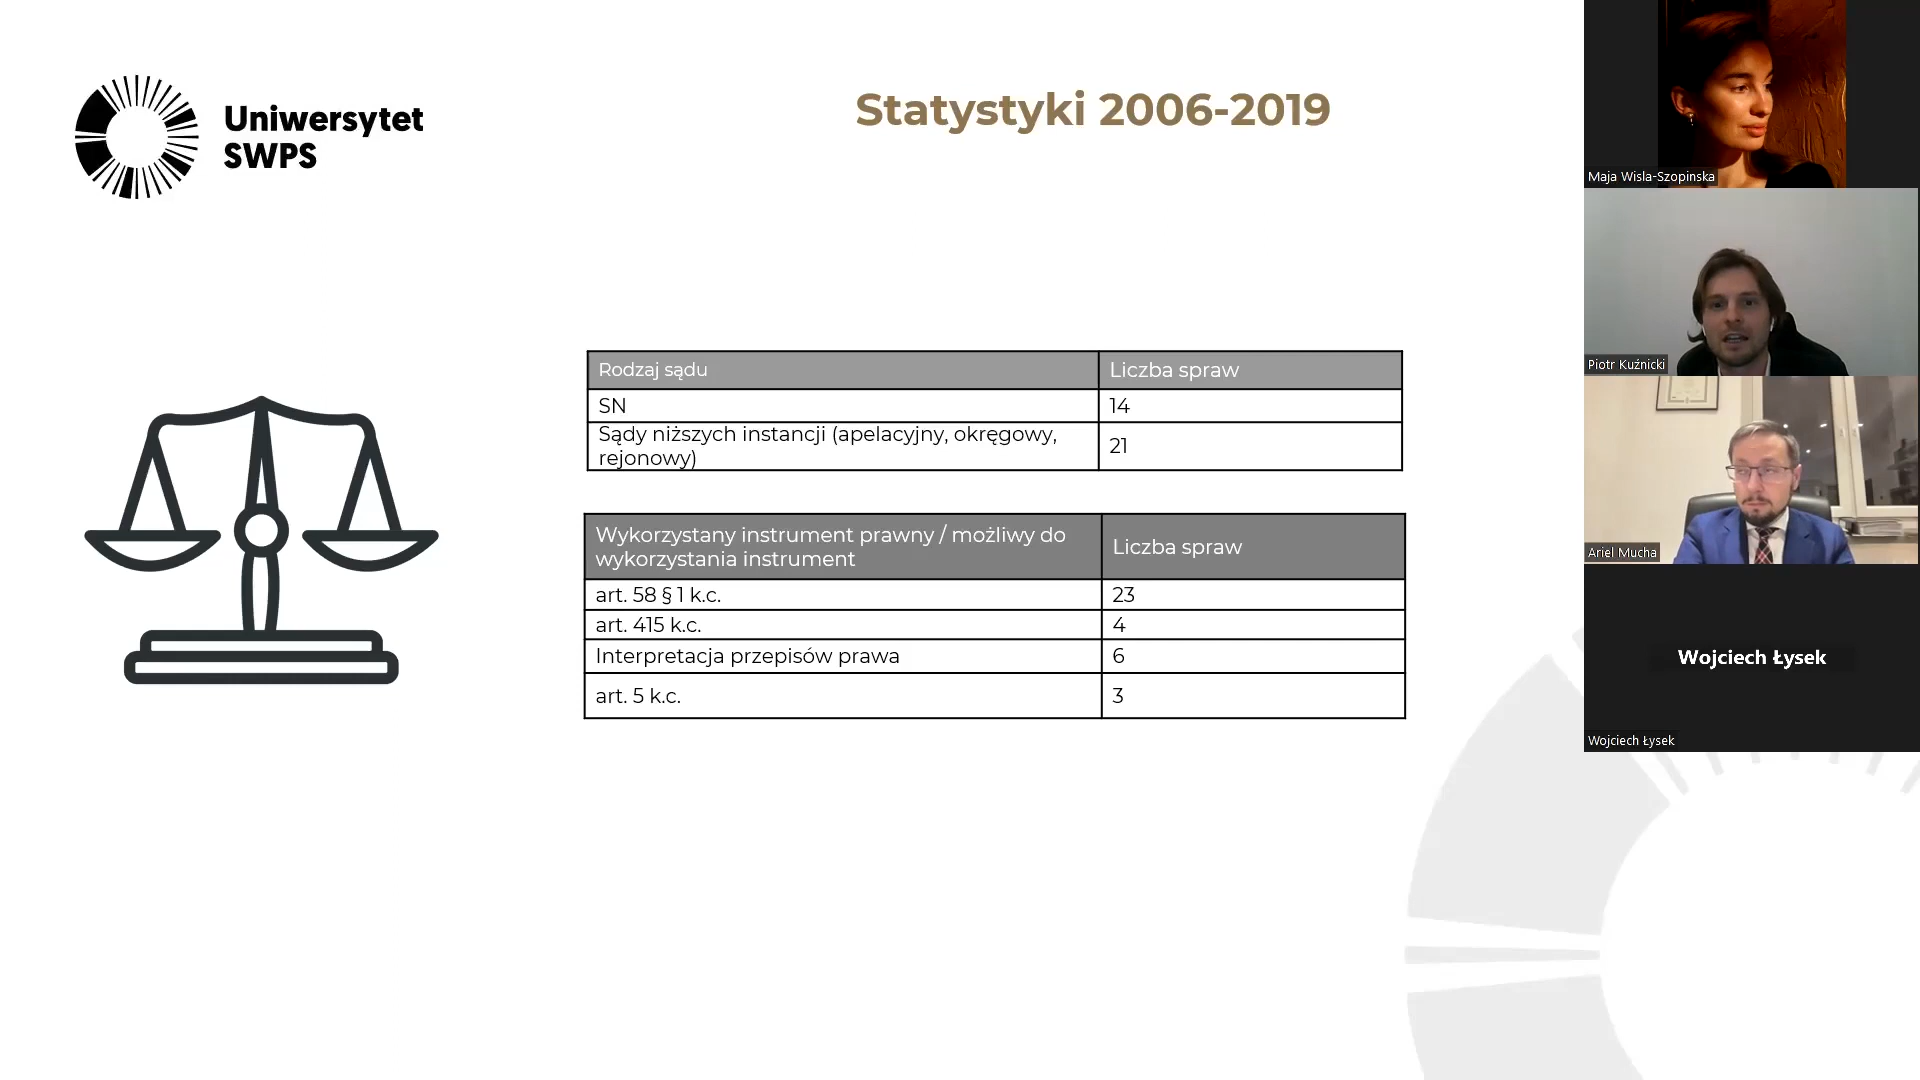 Uniwersytet
SWPS
Statystyki 2006-2019
Rodzaj sądu
Liczba spraw
SN
14
Sądy niższych instancji (apelacyjny, okręgowy,
rejonowy)
21
Wykorzystany instrument prawny / możliwy do
wykorzystania instrument
Liczba spraw
art. 58 § 1 k.c.
23
art. 415 k.c.
4
Interpretacja przepisów prawa
6
art. 5 k.c.
3
Maja Wisla-Szopinska
Piotr Kuźnicki
Ariel Mucha
Wojciech Łysek
Wojciech Łysek